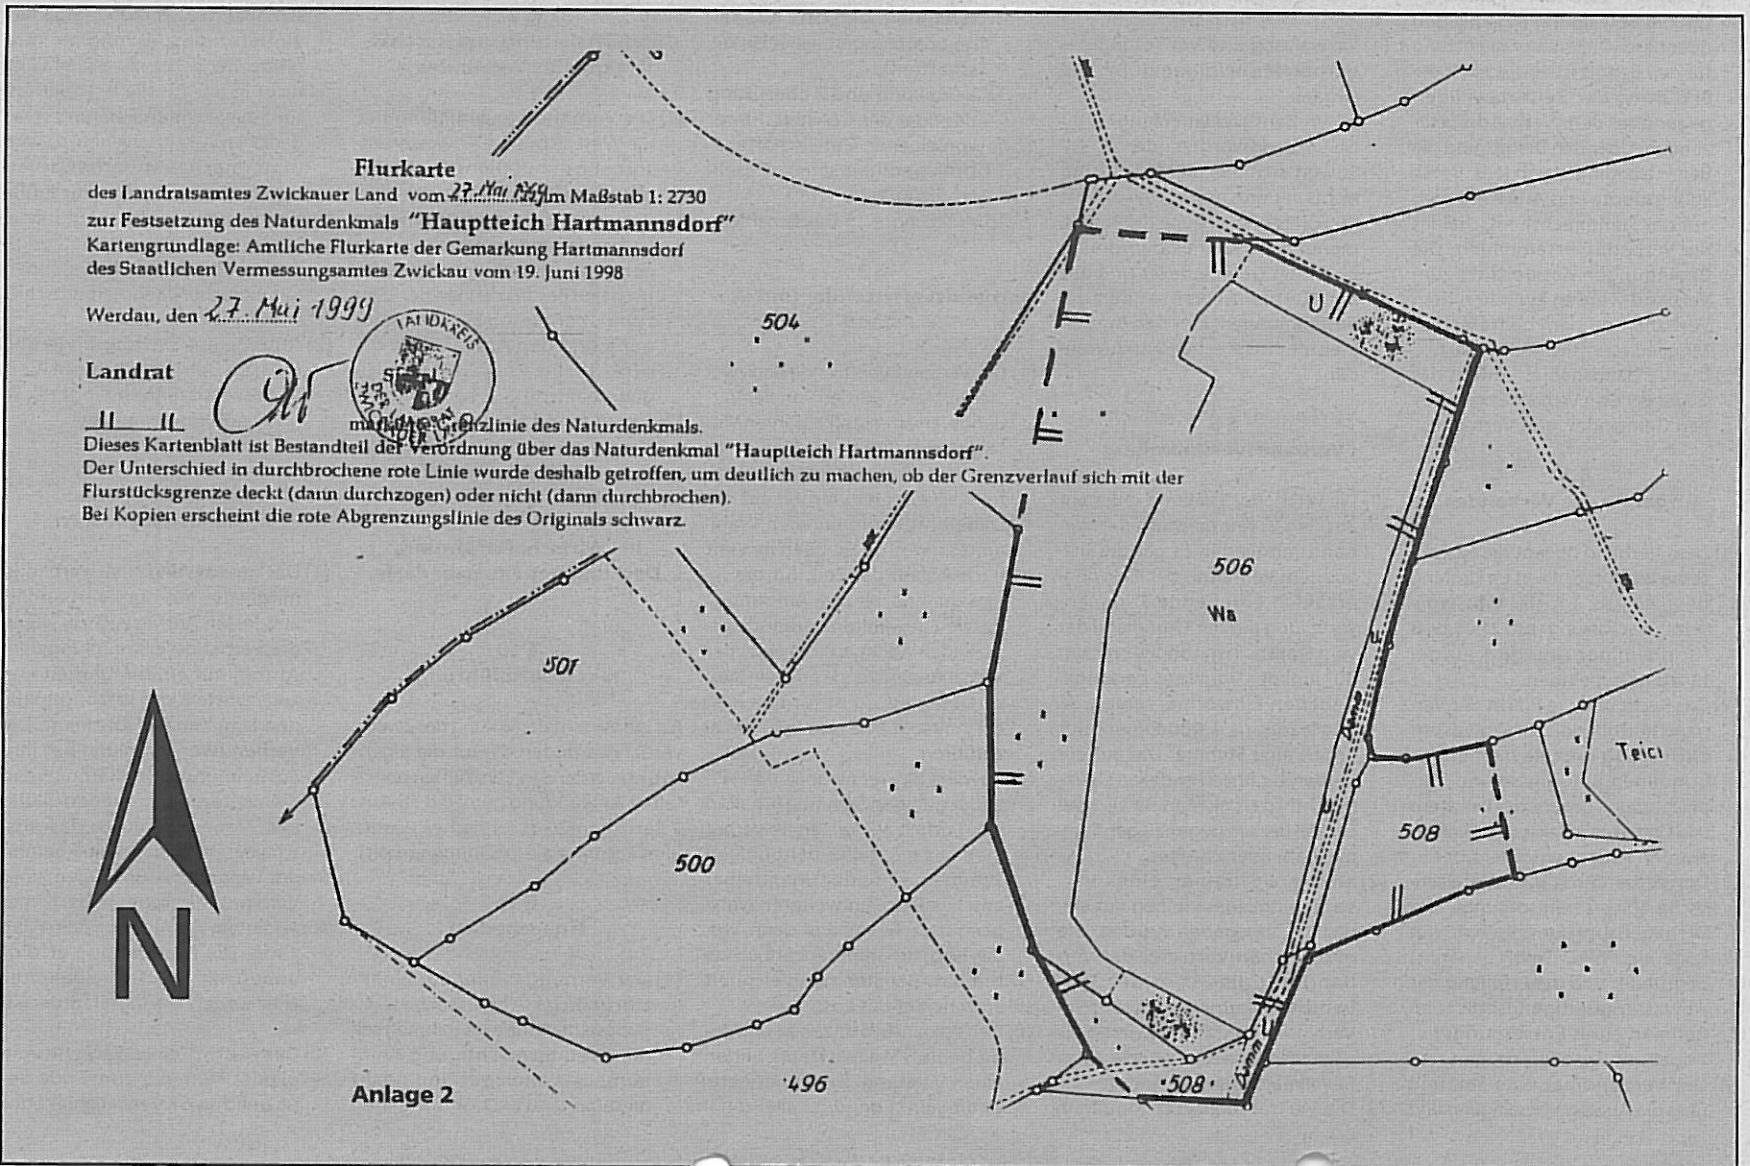 Flurkarte
des Landratsamtes Zwickauer Land vom 27. Mai 1999 im Maßstab 1: 2730
zur Festsetzung des Naturdenkmals "Hauptteich Hartmannsdorf"
Kartengrundlage: Amtliche Flurkarte der Gemarkung Hartmannsdorf
des Staatlichen Vermessungsamtes Zwickau vom 19. Juni 1998
Werdau, den 27. Mai 1999
LANDKREIS
Landrat
markierte Grenzlinie des Naturdenkmals.
Dieses Kartenblatt ist Bestandteil der Verordnung über das Naturdenkmal "Hauptteich Hartmannsdorf".
Der Unterschied in durchbrochene rote Linie wurde deshalb getroffen, um deutlich zu machen, ob der Grenzverlauf sich mit der
Flurstücksgrenze deckt (dann durchzogen) oder nicht (dann durchbrochen).
Bei Kopien erscheint die rote Abgrenzungslinie des Originals schwarz.
504
U
506
Wa
501
U
Teici
508
500
U
496
508
N
Anlage 2